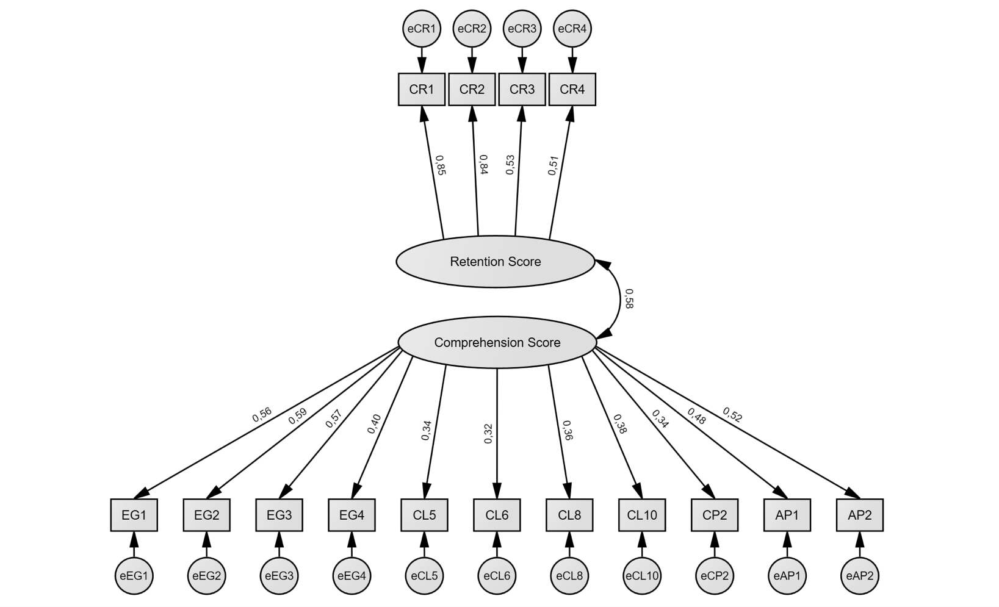 eCR1 eCR2 eCR3 eCR4
CR1 CR2 CR3 CR4
0,85 0,84 0,53 0,51
Retention Score
0,58
Comprehension Score
0,56 0,59 0,57 0,40 0,34 0,32 0,36 0,38 0,34 0,48 0,52
EG1 EG2 EG3 EG4 CL5 CL6 CL8 CL10 CP2 AP1 AP2
eEG1 eEG2 eEG3 eEG4 eCL5 eCL6 eCL8 eCL10 eCP2 eAP1 eAP2